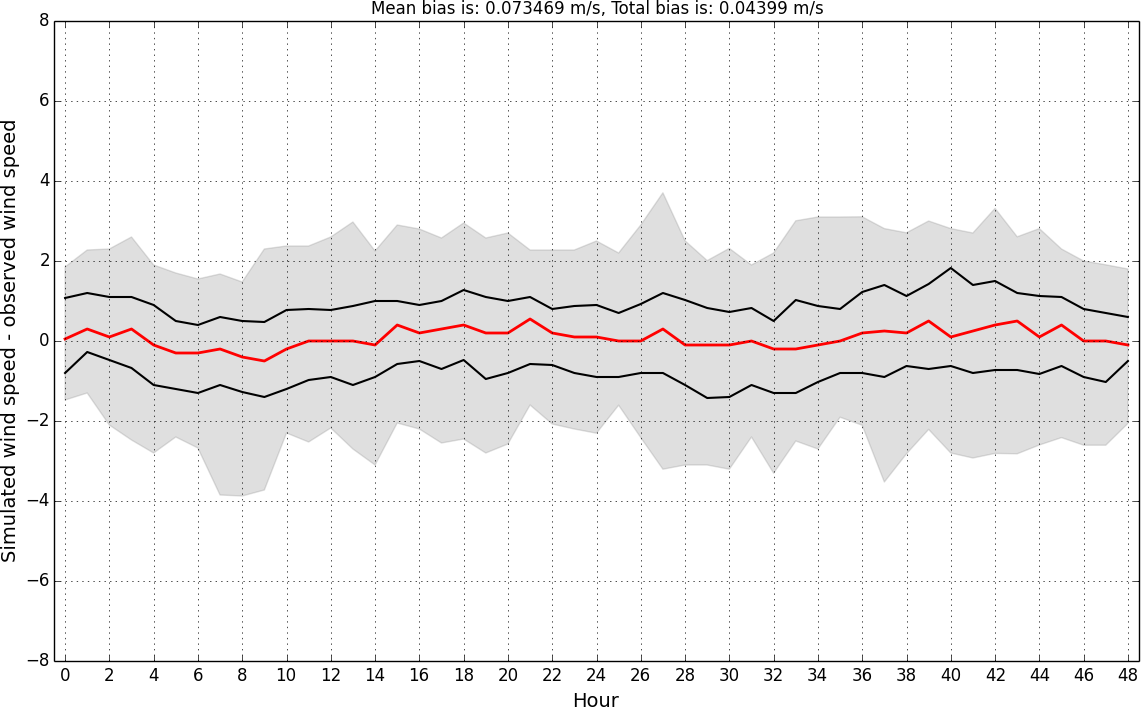 Mean bias is: 0.073469 m/s, Total bias is: 0.04399 m/s
Simulated wind speed - observed wind speed
8
6
4
2
0
−2
−4
−6
−8
0 2 4 6 8 10 12 14 16 18 20 22 24 26 28 30 32 34 36 38 40 42 44 46 48
Hour